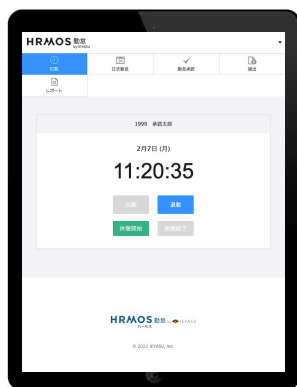 HRMOS 勤怠
by IEYASU
打刻
日次勤怠
勤怠承認
届出
レポート
1999 承認太郎
2月7日 (月)
11:20:35
出勤
退勤
休憩開始
休憩終了
HRMOS 勤怠 by IEYASU
ハーモス
© 2022 IEYASU, Inc.